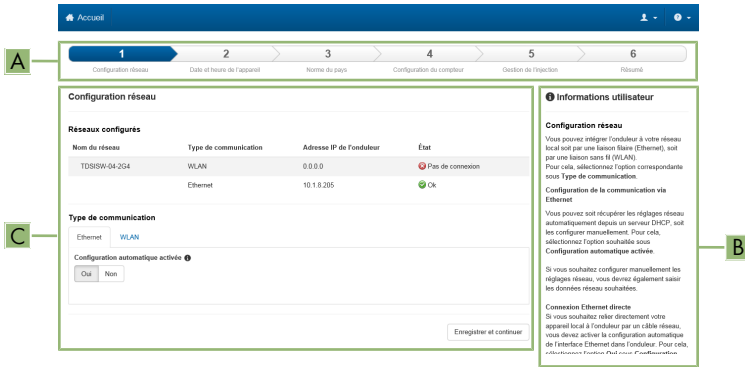 Accueil
A
1 2 3 4 5 6
Configuration réseau Date et heure de l'appareil Norme du pays Configuration du compteur Gestion de l'injection Résumé
C
Configuration réseau
Réseaux configurés
Nom du réseau Type de communication Adresse IP de l'onduleur État
TDSISW-04-2G4 WLAN 0.0.0.0 Pas de connexion
Ethernet 10.1.8.205 Ok
Type de communication
Ethernet WLAN
Configuration automatique activée
Oui Non
Enregistrer et continuer
B
Informations utilisateur
Configuration réseau
Vous pouvez intégrer l'onduleur à votre réseau
local soit par une liaison filaire (Ethernet), soit
par une liaison sans fil (WLAN).
Pour cela, sélectionnez l'option correspondante
sous Type de communication.
Configuration de la communication via
Ethernet
Vous pouvez soit récupérer les réglages réseau
automatiquement depuis un serveur DHCP, soit
les configurer manuellement. Pour cela,
sélectionnez l'option souhaitée sous
Configuration automatique activée.
Si vous souhaitez configurer manuellement les
réglages réseau, vous devrez également saisir
les données réseau souhaitées.
Connexion Ethernet directe
Si vous souhaitez relier directement votre
appareil local à l'onduleur par un câble réseau,
vous devez activer la configuration automatique
de l'interface Ethernet dans l'onduleur. Pour cela,
sélectionnez l'option Oui sous Configuration